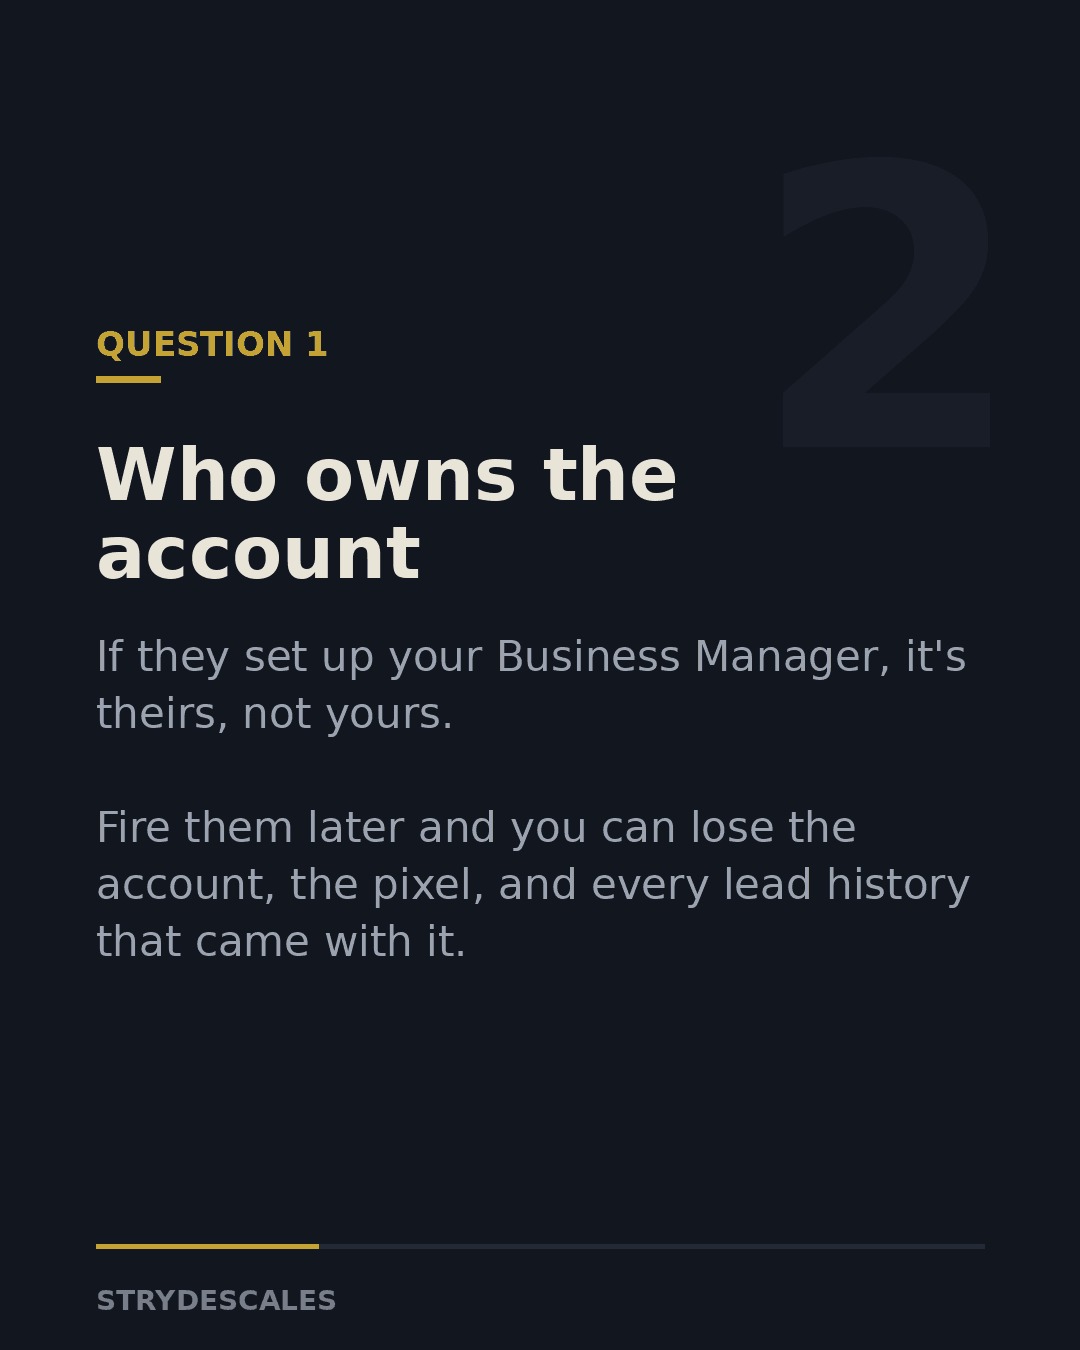 2
QUESTION 1
Who owns the
account
If they set up your Business Manager, it's
theirs, not yours.
Fire them later and you can lose the
account, the pixel, and every lead history
that came with it.
STRYDESCALES